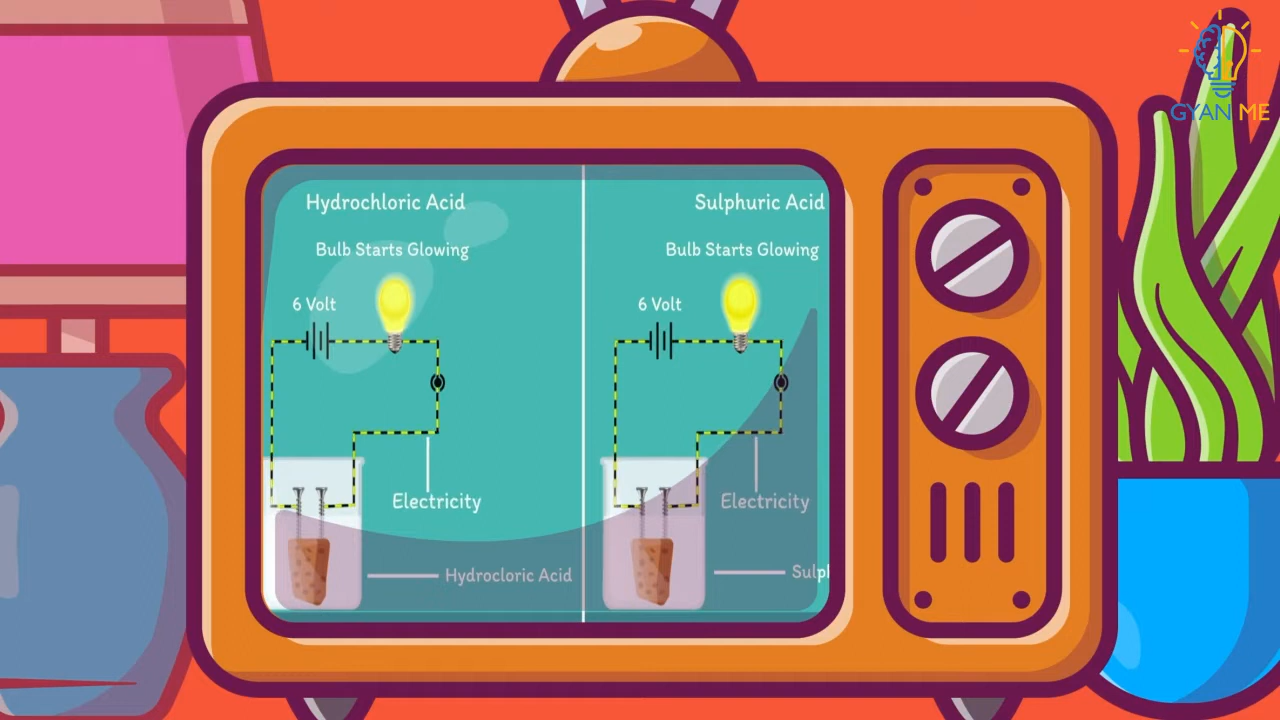 GYAN ME
Hydrochloric Acid
Bulb Starts Glowing
6 Volt
Electricity
Hydrocloric Acid
Sulphuric Acid
Bulb Starts Glowing
6 Volt
Electricity